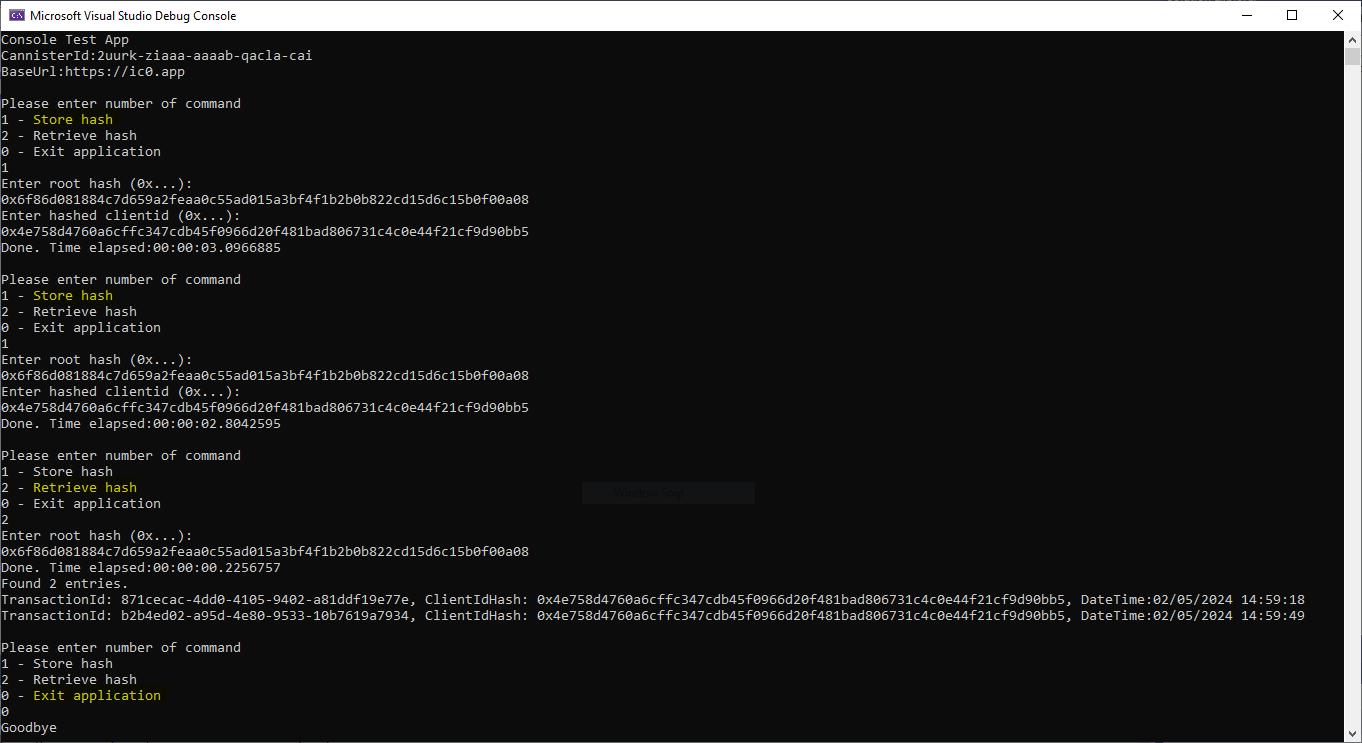 Microsoft Visual Studio Debug Console
Console Test App
CannisterId:2uurk-ziaaa-aaaab-qacla-cai
BaseUrl:https://ic0.app
Please enter number of command
1 - Store hash
2 - Retrieve hash
0 - Exit application
1
Enter root hash (0x...):
0x6f86d081884c7d659a2feaa0c55ad015a3bf4f1b2b0b822cd15d6c15b0f00a08
Enter hashed clientid (0x...):
0x4e758d4760a6cffc347cdb45f0966d20f481bad806731c4c0e44f21cf9d90bb5
Done. Time elapsed:00:00:03.0966885
Please enter number of command
1 - Store hash
2 - Retrieve hash
0 - Exit application
1
Enter root hash (0x...):
0x6f86d081884c7d659a2feaa0c55ad015a3bf4f1b2b0b822cd15d6c15b0f00a08
Enter hashed clientid (0x...):
0x4e758d4760a6cffc347cdb45f0966d20f481bad806731c4c0e44f21cf9d90bb5
Done. Time elapsed:00:00:02.8042595
Please enter number of command
1 - Store hash
2 - Retrieve hash
0 - Exit application
2
Enter root hash (0x...):
0x6f86d081884c7d659a2feaa0c55ad015a3bf4f1b2b0b822cd15d6c15b0f00a08
Done. Time elapsed:00:00:00.2256757
Found 2 entries.
TransactionId: 871cecac-4dd0-4105-9402-a81ddf19e77e, ClientIdHash: 0x4e758d4760a6cffc347cdb45f0966d20f481bad806731c4c0e44f21cf9d90bb5, DateTime:02/05/2024 14:59:18
TransactionId: b2b4ed02-a95d-4e80-9533-10b7619a7934, ClientIdHash: 0x4e758d4760a6cffc347cdb45f0966d20f481bad806731c4c0e44f21cf9d90bb5, DateTime:02/05/2024 14:59:49
Please enter number of command
1 - Store hash
2 - Retrieve hash
0 - Exit application
0
Goodbye